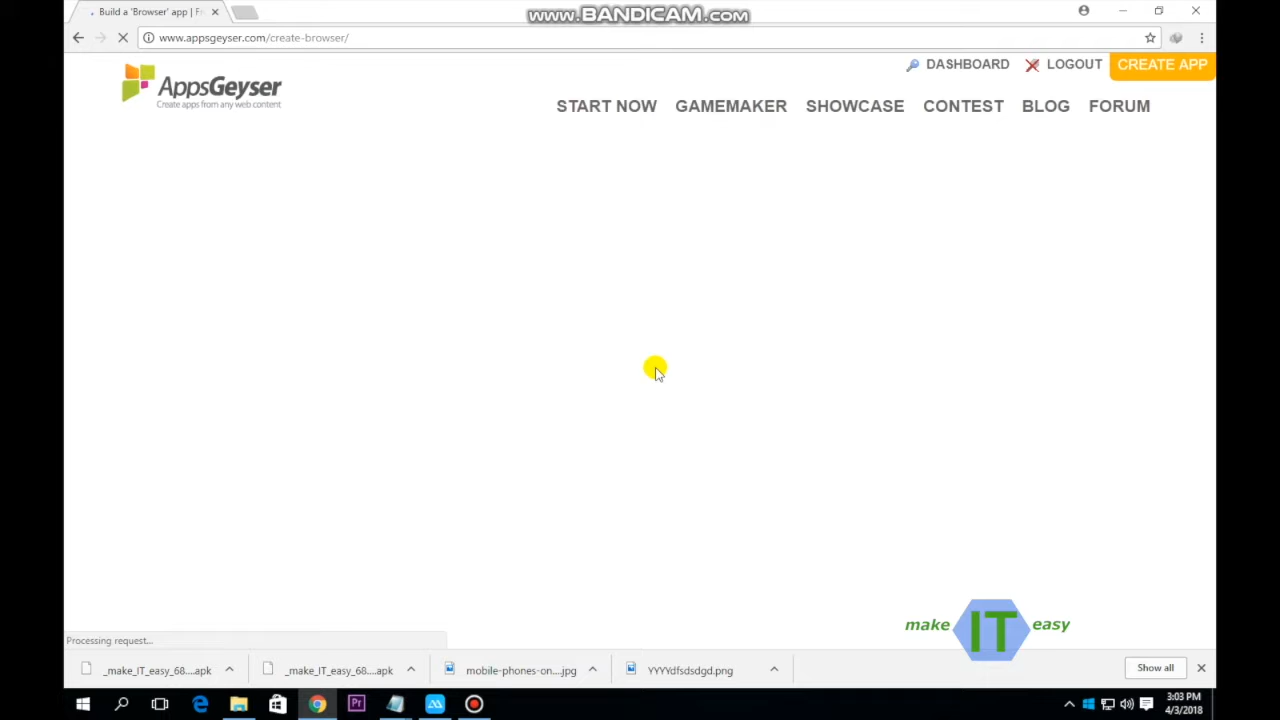 Build a 'Browser' app | Fr
www.BANDICAM.com
www.appsgeyser.com/create-browser/
AppsGeyser
Create apps from any web content
DASHBOARD
LOGOUT
CREATE APP
START NOW
GAMEMAKER
SHOWCASE
CONTEST
BLOG
FORUM
make IT easy
Processing request...
_make_IT_easy_68....apk
_make_IT_easy_68....apk
mobile-phones-on....jpg
YYYYdfsdsdgd.png
Show all
Pr
3:03 PM
4/3/2018